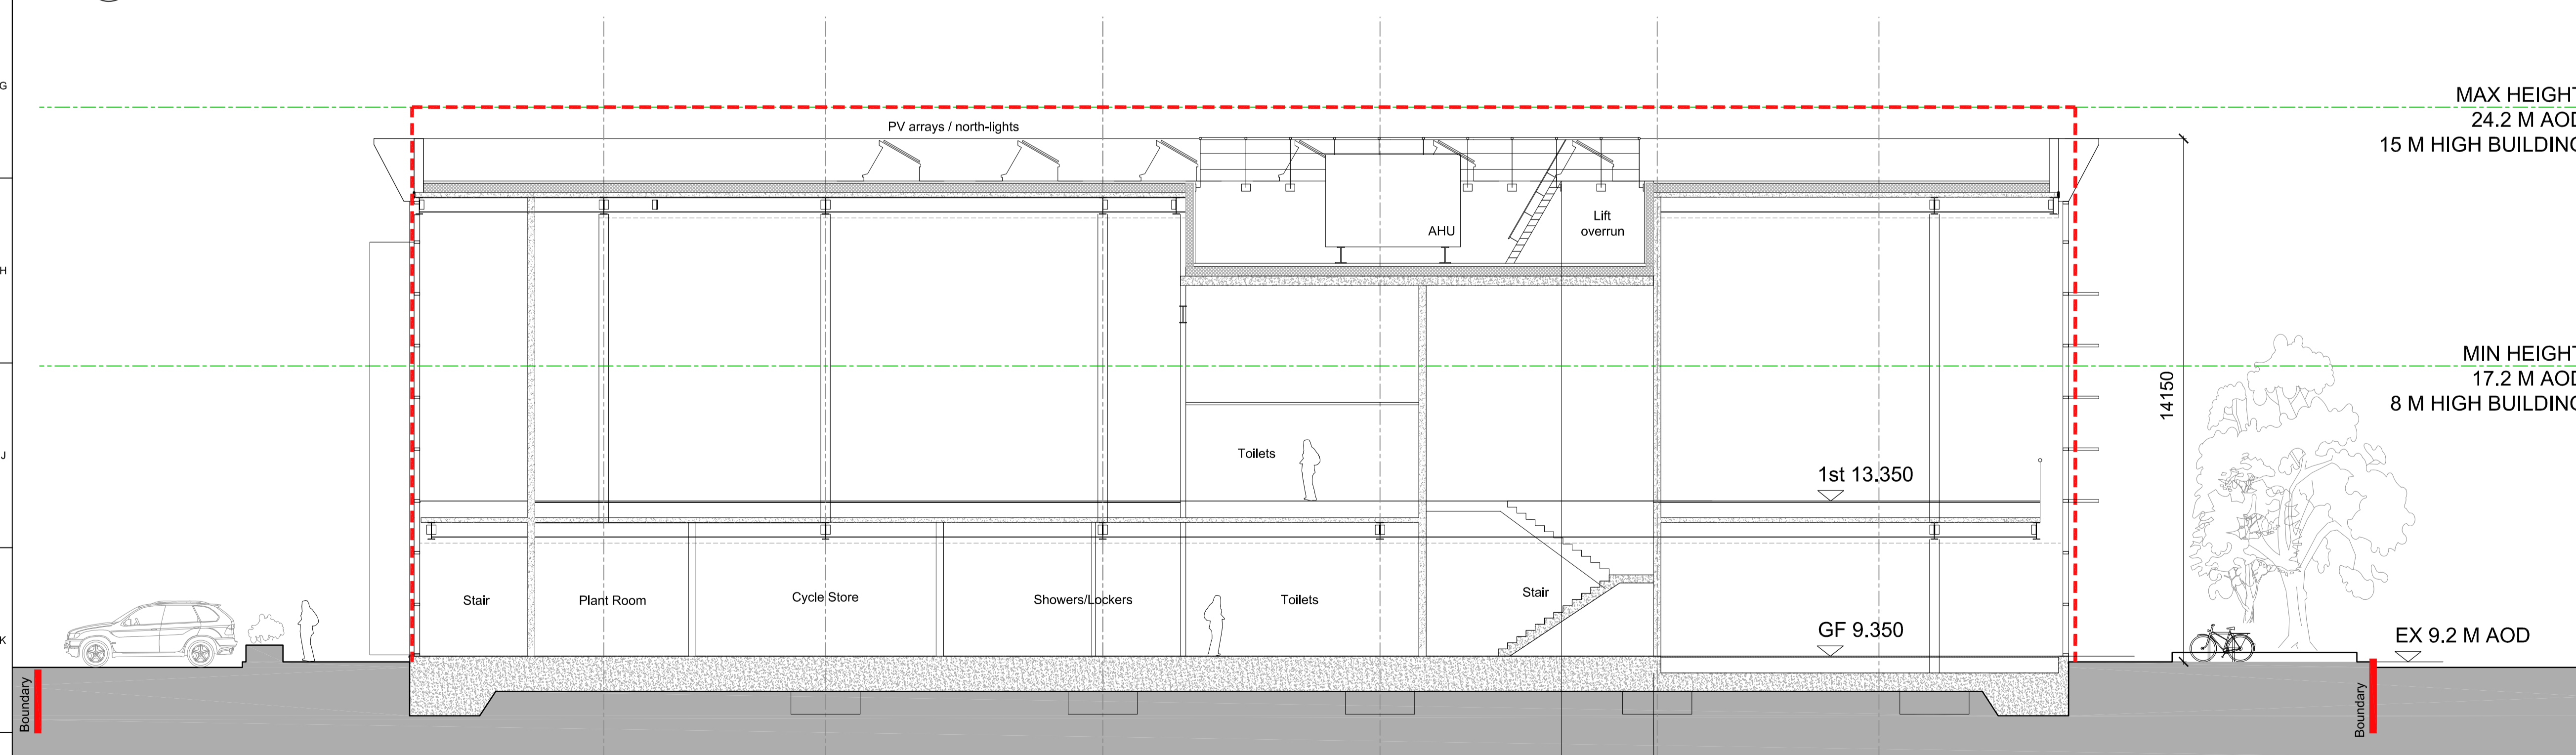 G
MAX HEIGHT
24.2 M AOD
15 M HIGH BUILDING
PV arrays / north-lights
Lift
overrun
AHU
H
MIN HEIGHT
17.2 M AOD
8 M HIGH BUILDING
14150
J
Toilets
1st 13.350
Stair
Plant Room
Cycle Store
Showers/Lockers
Toilets
Stair
GF 9.350
K
EX 9.2 M AOD
Boundary
Boundary